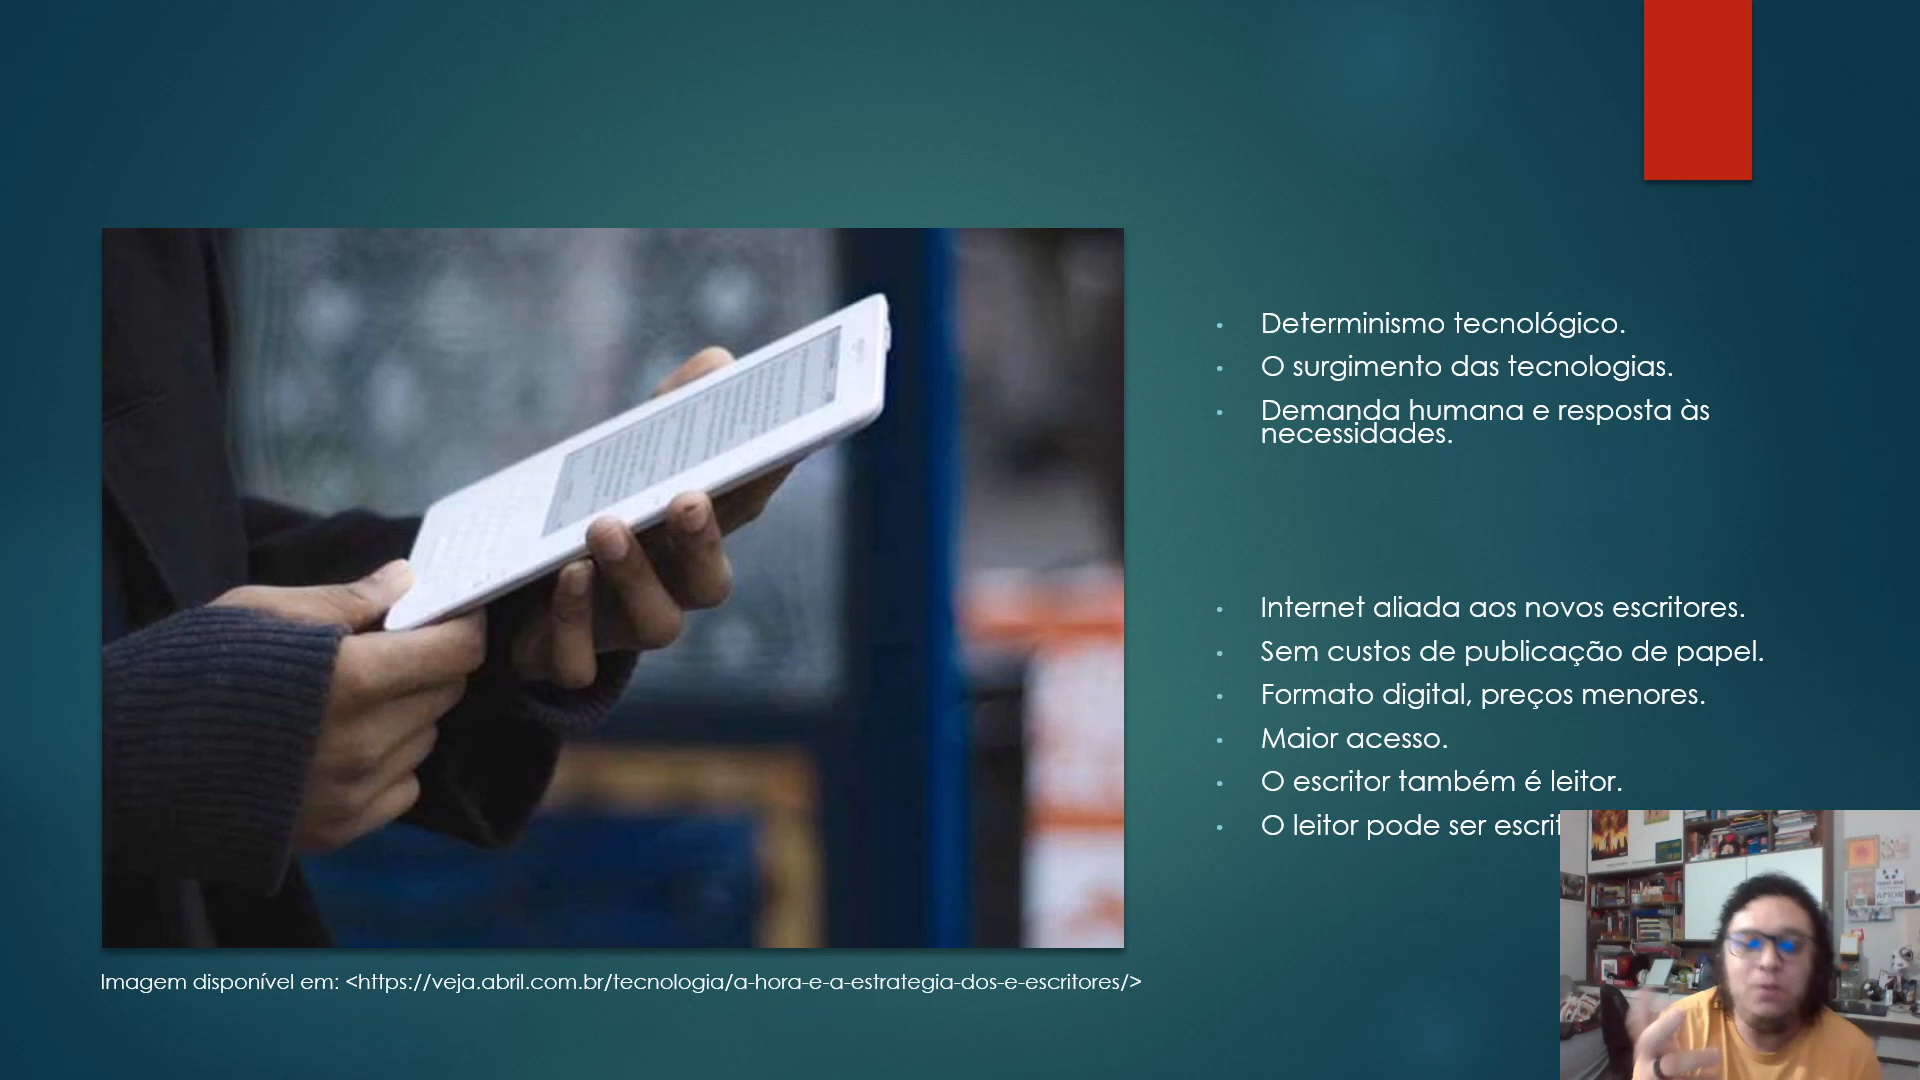 Determinismo tecnológico.
O surgimento das tecnologias.
Demanda humana e resposta às
necessidades.
Internet aliada aos novos escritores.
Sem custos de publicação de papel.
Formato digital, preços menores.
Maior acesso.
O escritor também é leitor.
O leitor pode ser
Imagem disponível em: <https://veja.abril.com.br/tecnologia/a-hora-e-a-estrategia-dos-e-escritores/>